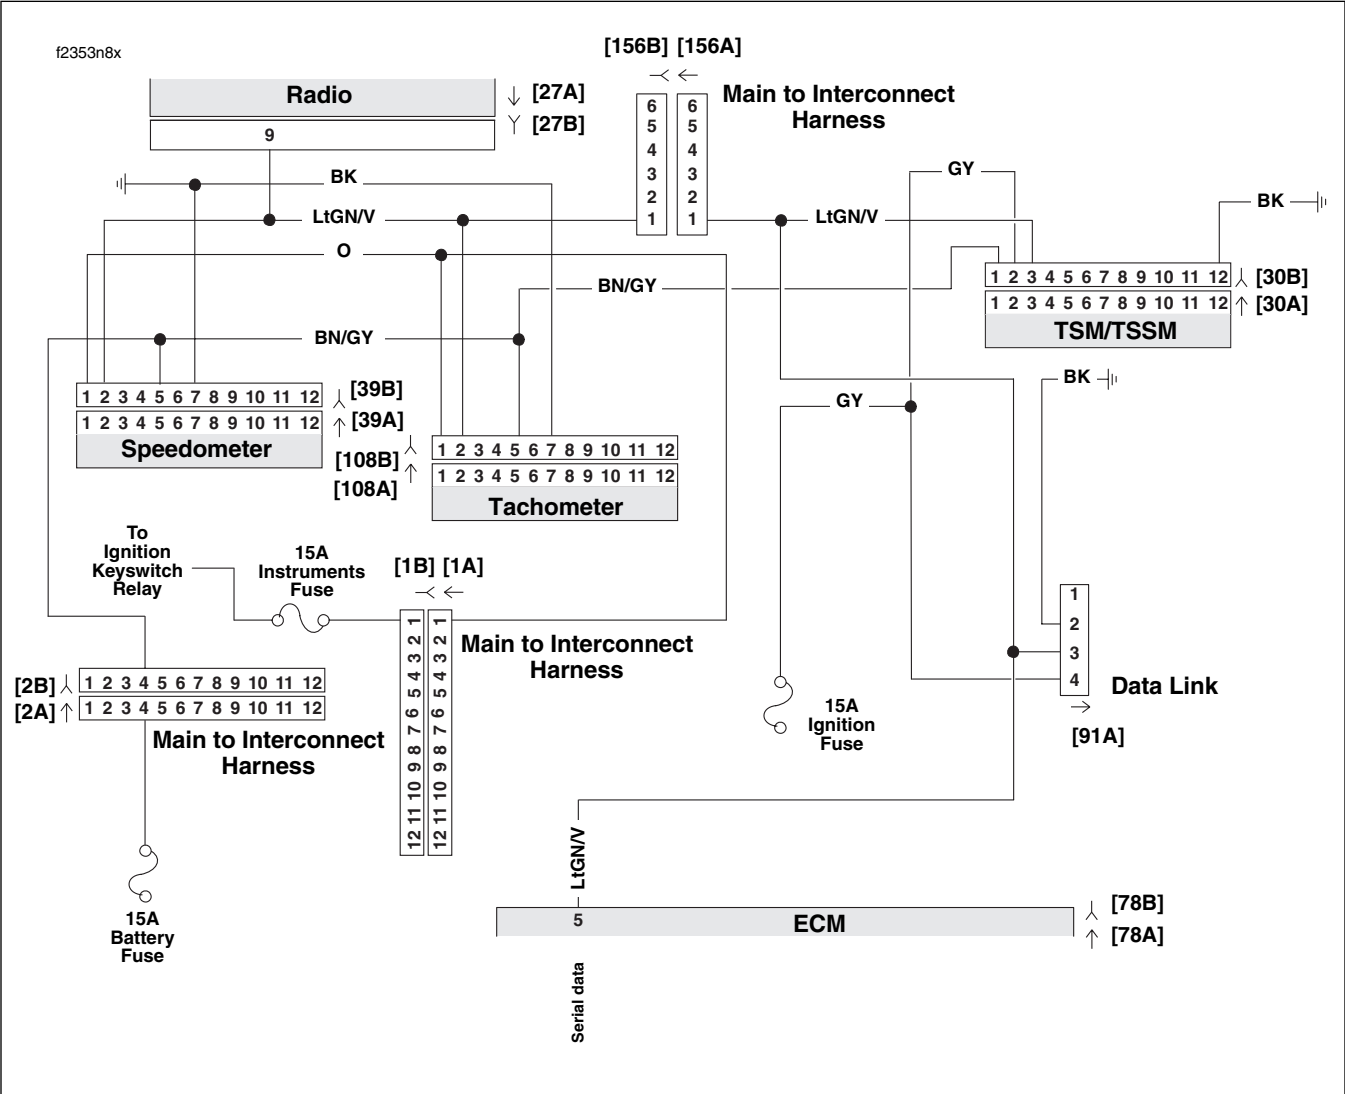 f2353n8x
[156B] [156A]
Radio
[27A]
[27B]
9
6
5
4
3
2
1
6
5
4
3
2
1
Main to Interconnect
Harness
BK
LtGN/V
O
BN/GY
BN/GY
LtGN/V
GY
BK
1 2 3 4 5 6 7 8 9 10 11 12
[30B]
1 2 3 4 5 6 7 8 9 10 11 12
[30A]
TSM/TSSM
BK
GY
1 2 3 4 5 6 7 8 9 10 11 12
[39B]
1 2 3 4 5 6 7 8 9 10 11 12
[39A]
Speedometer
1 2 3 4 5 6 7 8 9 10 11 12
[108B]
1 2 3 4 5 6 7 8 9 10 11 12
[108A]
Tachometer
To
Ignition
Keyswitch
Relay
15A
Instruments
Fuse
[1B] [1A]
1 2 3 4 5 6 7 8 9 10 11 12
1 2 3 4 5 6 7 8 9 10 11 12
Main to Interconnect
Harness
[2B]
1 2 3 4 5 6 7 8 9 10 11 12
[2A]
1 2 3 4 5 6 7 8 9 10 11 12
Main to Interconnect
Harness
15A
Battery
Fuse
15A
Ignition
Fuse
1
2
3
4
Data Link
[91A]
LtGN/V
5
ECM
[78B]
[78A]
Serial data